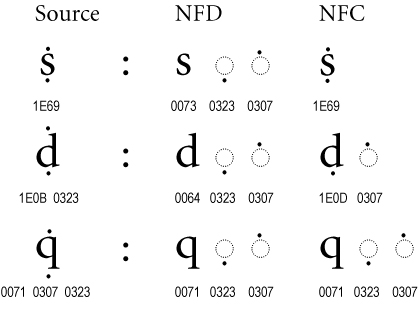 Source NFD NFC
ṩ : s ◌̣ ◌̇ ṩ
1E69 0073 0323 0307 1E69
ḍ̇ : d ◌̣ ◌̇ ḍ ◌̇
1E0B 0323 0064 0323 0307 1E0D 0307
q̣̇ : q ◌̣ ◌̇ q ◌̣ ◌̇
0071 0307 0323 0071 0323 0307 0071 0323 0307